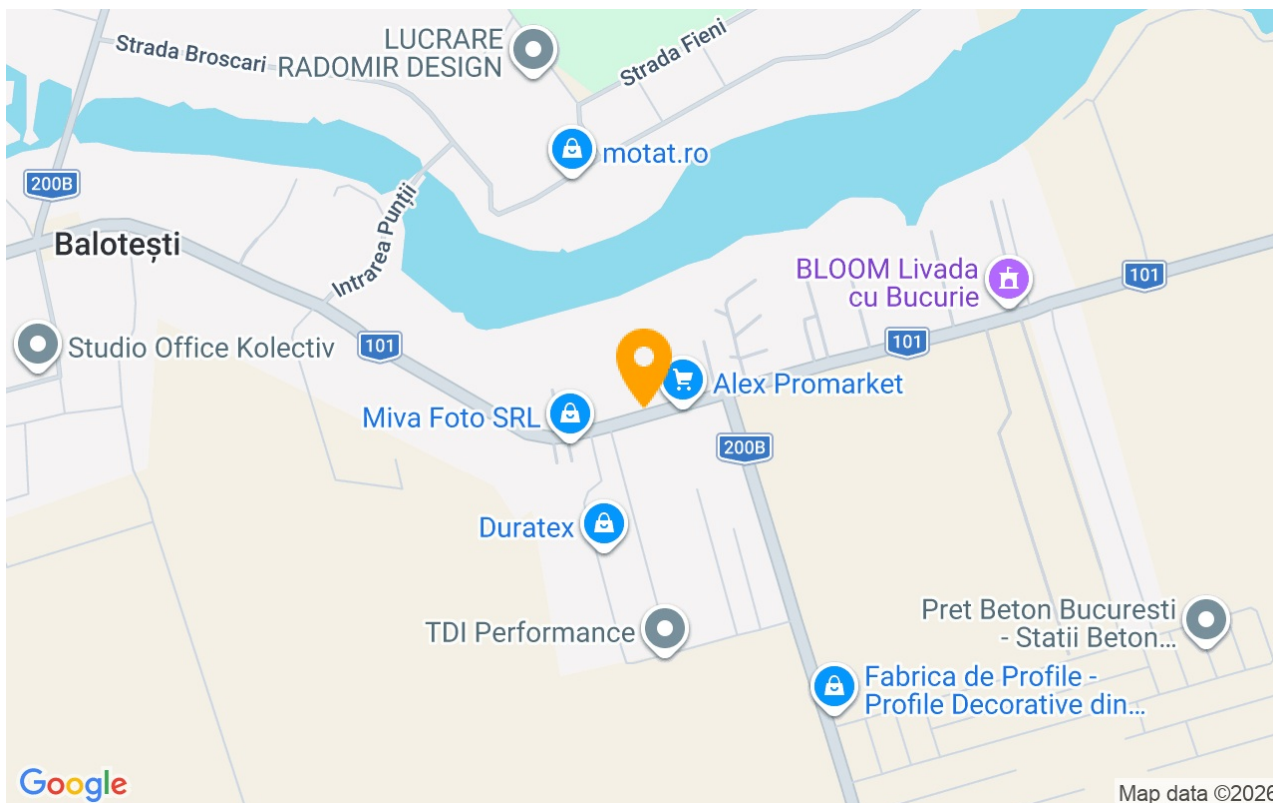 LUCRARE
RADOMIR DESIGN
Strada Broscari
Strada Fieni
motat.ro
200B
Intrarea Punții
Balotești
BLOOM Livada
cu Bucurie
101
Studio Office Kolectiv
101
101
Alex Promarket
Miva Foto SRL
200B
Duratex
TDI Performance
Pret Beton Bucuresti
- Statii Beton...
Fabrica de Profile -
Profile Decorative din...
Google
Map data ©2026